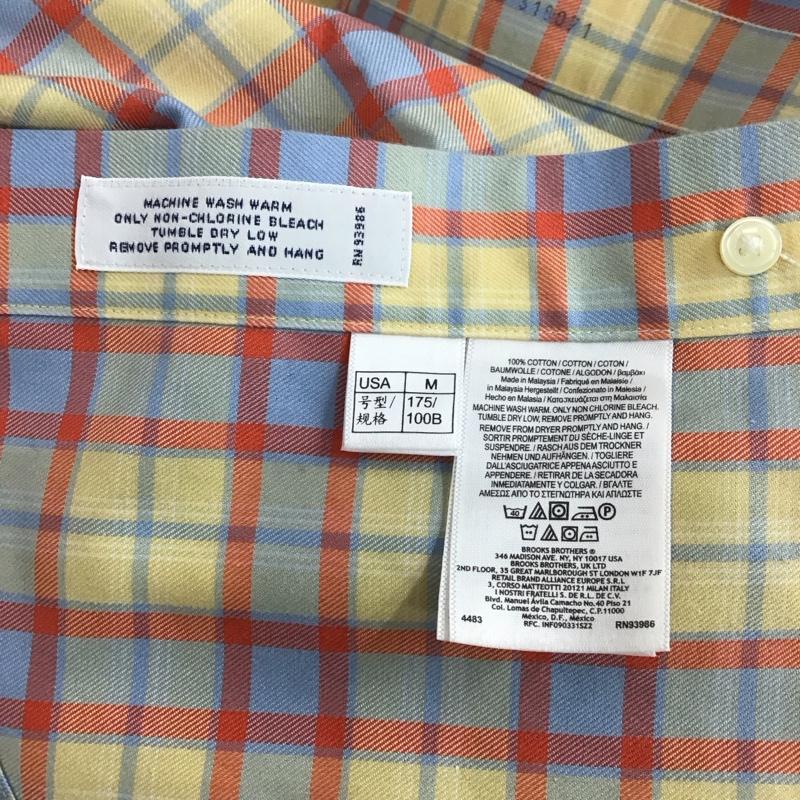 319071
MACHINE WASH WARM
ONLY NON-CHLORINE BLEACH
TUMBLE DRY LOW
REMOVE PROMPTLY AND HANG
RN 93986
USA M
号型/ 175/
规格 100B
100% COTTON / COTTON / COTON /
BAUMWOLLE / COTONE / ALGODON / βαμβάκι
Made in Malaysia / Fabriqué en Malaisie /
in Malaysia Hergestellt / Confezionato in Malesia /
Hecho en Malasia / Κατασκευάζεται στη Μαλαισία
MACHINE WASH WARM. ONLY NON CHLORINE BLEACH.
TUMBLE DRY LOW, REMOVE PROMPTLY AND HANG.
REMOVE FROM DRYER PROMPTLY AND HANG. /
SORTIR PROMPTEMENT DU SÈCHE-LINGE ET
SUSPENDRE. / RASCH AUS DEM TROCKNER
NEHMEN UND AUFHÄNGEN. / TOGLIERE
DALL'ASCIUGATRICE APPENA ASCIUTTO E
APPENDERE. / RETIRAR DE LA SECADORA
INMEDIATAMENTE Y COLGAR. / ΒΓΑΛΤΕ
ΑΜΕΣΩΣ ΑΠΟ ΤΟ ΣΤΕΓΝΩΤΗΡΑ ΚΑΙ ΑΠΛΩΣΤΕ
40 P
BROOKS BROTHERS ®
346 MADISON AVE. NY, NY 10017 USA
BROOKS BROTHERS, UK LTD
2ND FLOOR, 35 GREAT MARLBOROUGH ST LONDON W1F 7JF
RETAIL BRAND ALLIANCE EUROPE S.R.L
3, CORSO MATTEOTTI 20121 MILAN ITALY
I NOSTRI FRATELLI S. DE R.L. DE C.V.
Blvd. Manuel Ávila Camacho No.40 Piso 21
Col. Lomas de Chapultepec, C.P.11000
México, D.F., México
4483 RFC. INF090331SZ2 RN93986